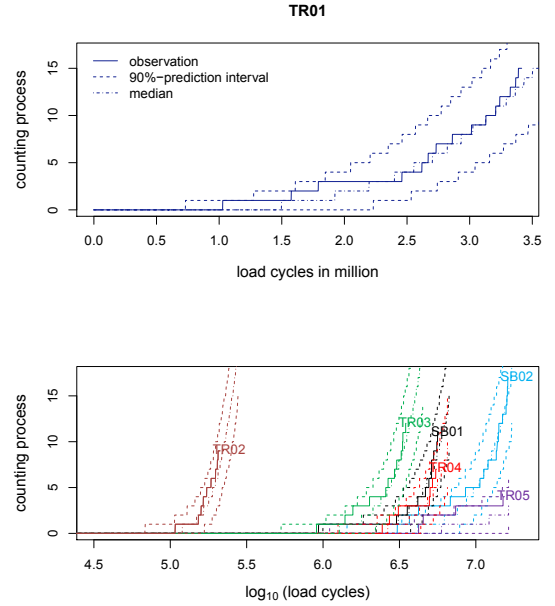 TR01
counting process
15
10
5
0
observation
90%−prediction interval
median
0.0 0.5 1.0 1.5 2.0 2.5 3.0 3.5
load cycles in million
counting process
15
10
5
0
SB02
TR03
SB01
TR02
TR04
TR05
4.5 5.0 5.5 6.0 6.5 7.0
log10 (load cycles)